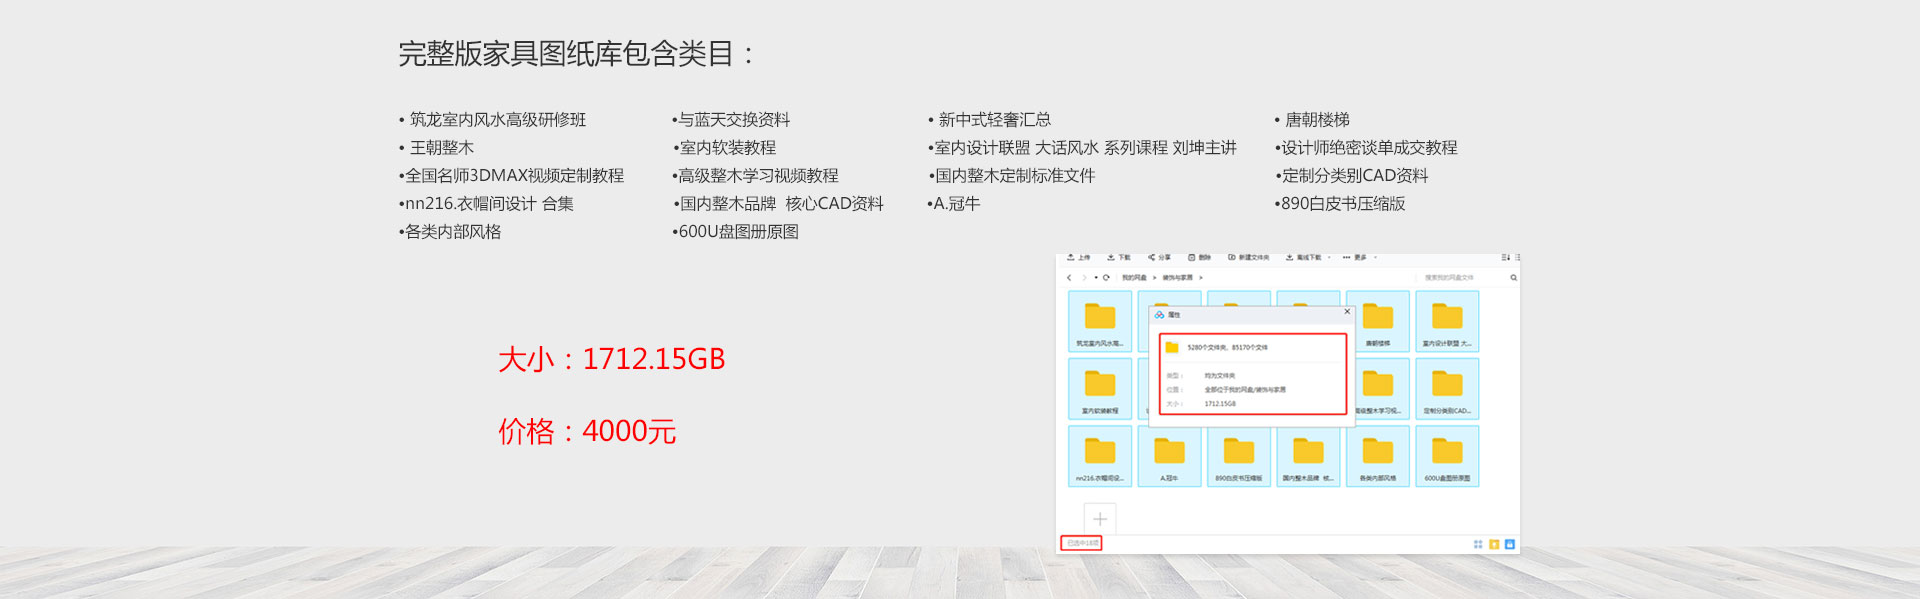 完整版家具图纸库包含类目：
• 筑龙室内风水高级研修班
• 王朝整木
•全国名师3DMAX视频定制教程
•nn216.衣帽间设计 合集
•各类内部风格
•与蓝天交换资料
•室内软装教程
•高级整木学习视频教程
•国内整木品牌 核心CAD资料
•600U盘图册原图
• 新中式轻奢汇总
•室内设计联盟 大话风水 系列课程 刘坤主讲
•国内整木定制标准文件
•A.冠牛
• 唐朝楼梯
•设计师绝密谈单成交教程
•定制分类别CAD资料
•890白皮书压缩版
大小：1712.15GB
价格：4000元
上传 下载 分享 删除 新建文件夹 离线下载 更多
我的网盘 > 装饰与家居 >
搜索我的网盘文件
属性
5280个文件夹，85170个文件
类型： 均为文件夹
位置： 全部位于我的网盘/装饰与家居
大小： 1712.15GB
筑龙室内风水高...
唐朝楼梯
室内设计联盟 大...
室内软装教程
高级整木学习视...
定制分类别CAD...
nn216.衣帽间设...
A.冠牛
890白皮书压缩版
国内整木品牌 核...
各类内部风格
600U盘图册原图
已选中18项